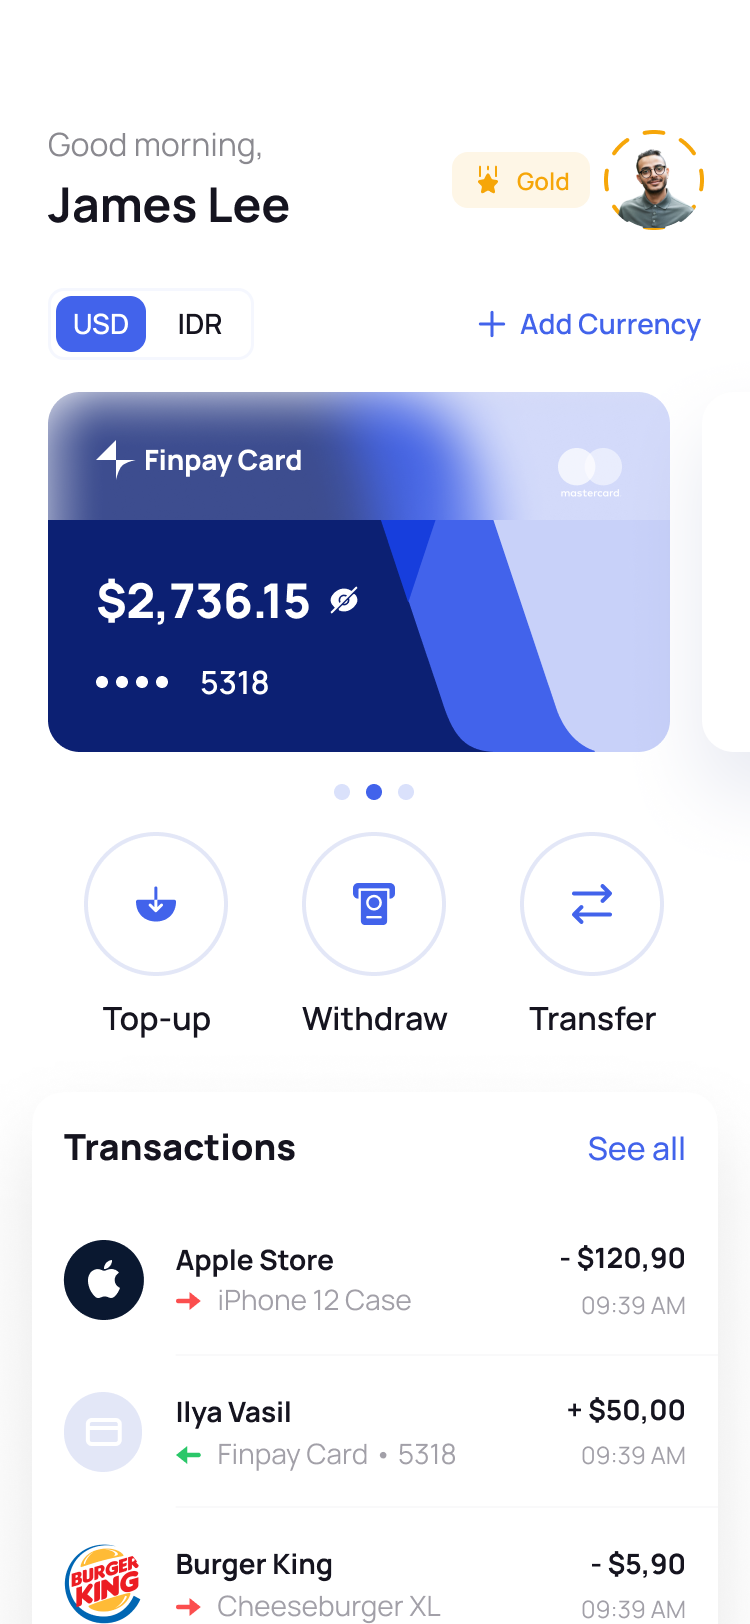 Good morning,
James Lee
Gold
USD
IDR
Add Currency
Finpay Card
mastercard
$2,736.15
5318
Top-up
Withdraw
Transfer
Transactions
See all
Apple Store
- $120,90
iPhone 12 Case
09:39 AM
Ilya Vasil
+ $50,00
Finpay Card • 5318
09:39 AM
BURGER
KING
Burger King
- $5,90
Cheeseburger XL
09:39 AM